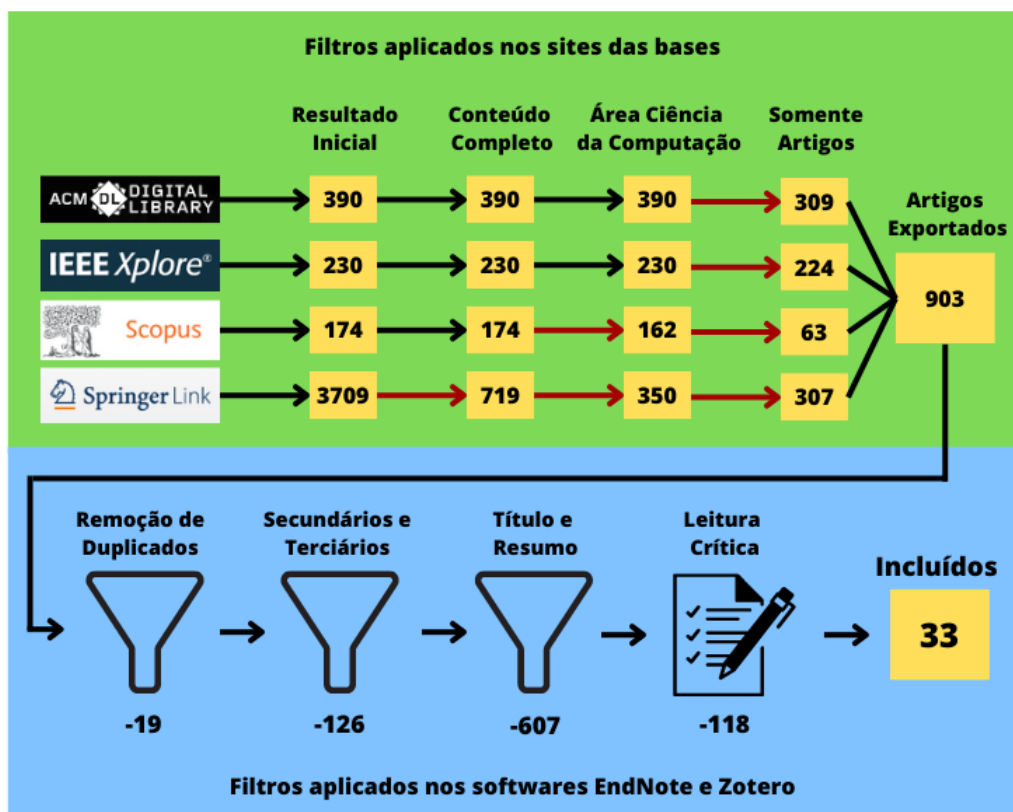 Filtros aplicados nos sites das bases
Resultado
Inicial
Conteúdo
Completo
Área Ciência
da Computação
Somente
Artigos
ACM DL DIGITAL
LIBRARY
390
390
390
309
Artigos
Exportados
IEEE Xplore®
230
230
230
224
903
Scopus
174
174
162
63
Springer Link
3709
719
350
307
Remoção de
Duplicados
Secundários e
Terciários
Título e
Resumo
Leitura
Crítica
Incluídos
33
-19
-126
-607
-118
Filtros aplicados nos softwares EndNote e Zotero